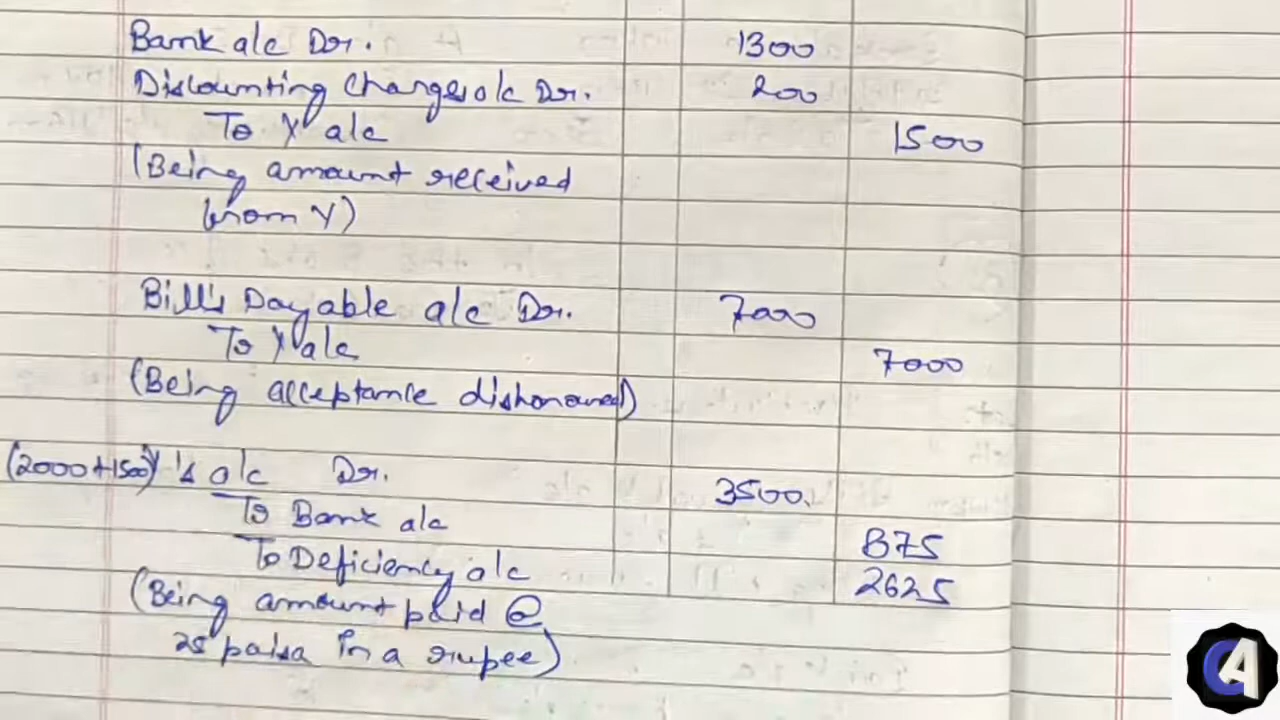 Bank a/c Dr. 1300
Discounting Charges a/c Dr. 200
To Y a/c 1500
(Being amount received
from Y)
Bill's Payable a/c Dr. 7000
To Y a/c 7000
(Being acceptance dishonoured)
(2000+1500) Y's a/c Dr. 3500
To Bank a/c 875
To Deficiency a/c 2625
(Being amount paid @
25 paisa in a rupee)
CA